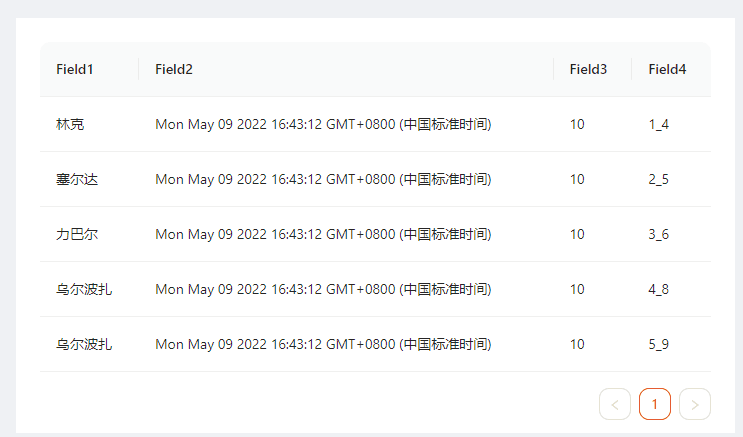 Field1 Field2 Field3 Field4
林克 Mon May 09 2022 16:43:12 GMT+0800 (中国标准时间) 10 1_4
塞尔达 Mon May 09 2022 16:43:12 GMT+0800 (中国标准时间) 10 2_5
力巴尔 Mon May 09 2022 16:43:12 GMT+0800 (中国标准时间) 10 3_6
乌尔波扎 Mon May 09 2022 16:43:12 GMT+0800 (中国标准时间) 10 4_8
乌尔波扎 Mon May 09 2022 16:43:12 GMT+0800 (中国标准时间) 10 5_9
< 1 >